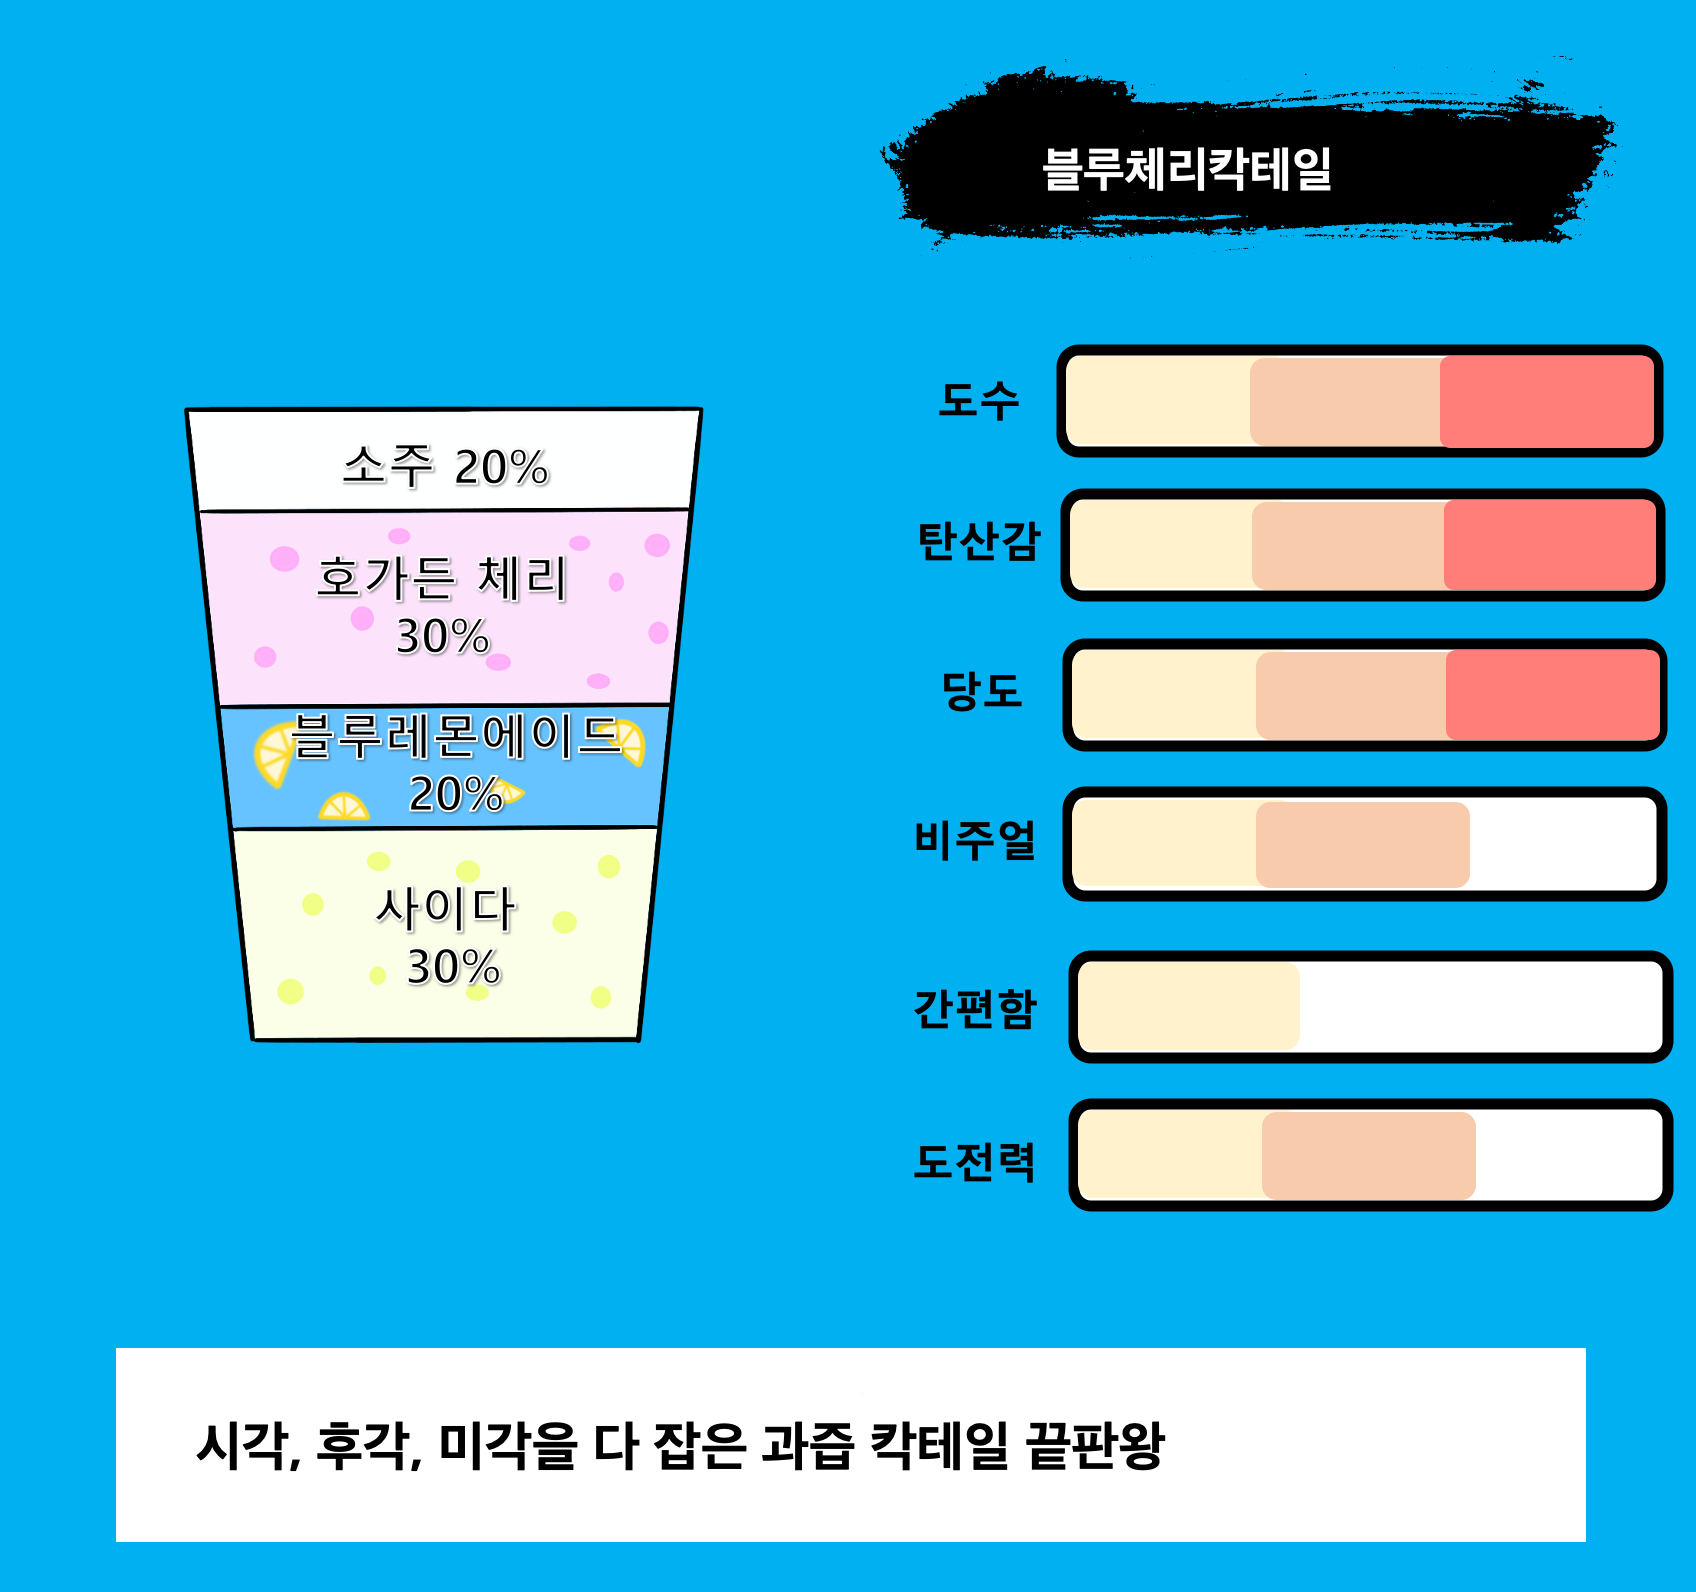 블루체리칵테일
소주 20%
호가든 체리
30%
블루레몬에이드
20%
사이다
30%
도수
탄산감
당도
비주얼
간편함
도전력
시각, 후각, 미각을 다 잡은 과즙 칵테일 끝판왕